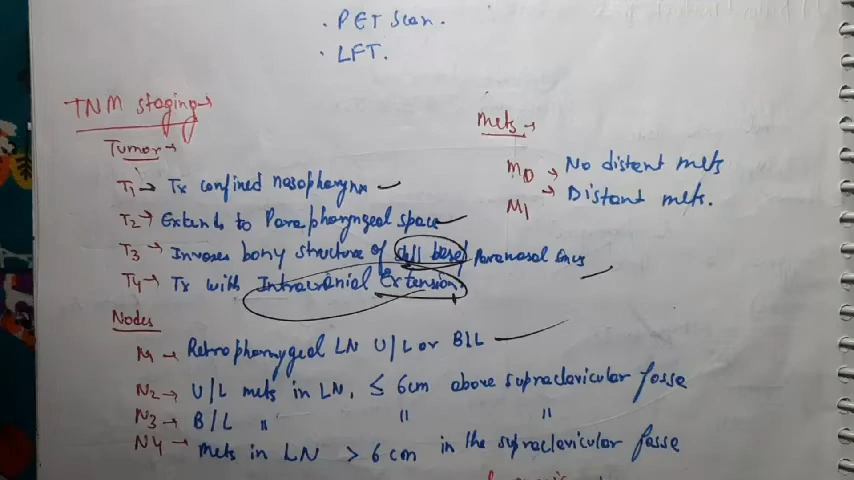 · PET Scan.
· LFT.
TNM staging →
Tumor →
T1 → Tx confined nasopharynx
T2 → Extends to Parapharyngeal space
T3 → Invases bony structure of skull based Paranasal Sinus
T4 → Tx with Intracranial Extension
Nodes
N1 → Retropharyngeal LN U/L or B/L
N2 → U/L mets in LN, ≤ 6cm above supraclavicular fossa
N3 → B/L " " "
N4 → Mets in LN > 6 cm in the supraclavicular fossa
Mets →
M0 → No distent mets
M1 → Distant mets.